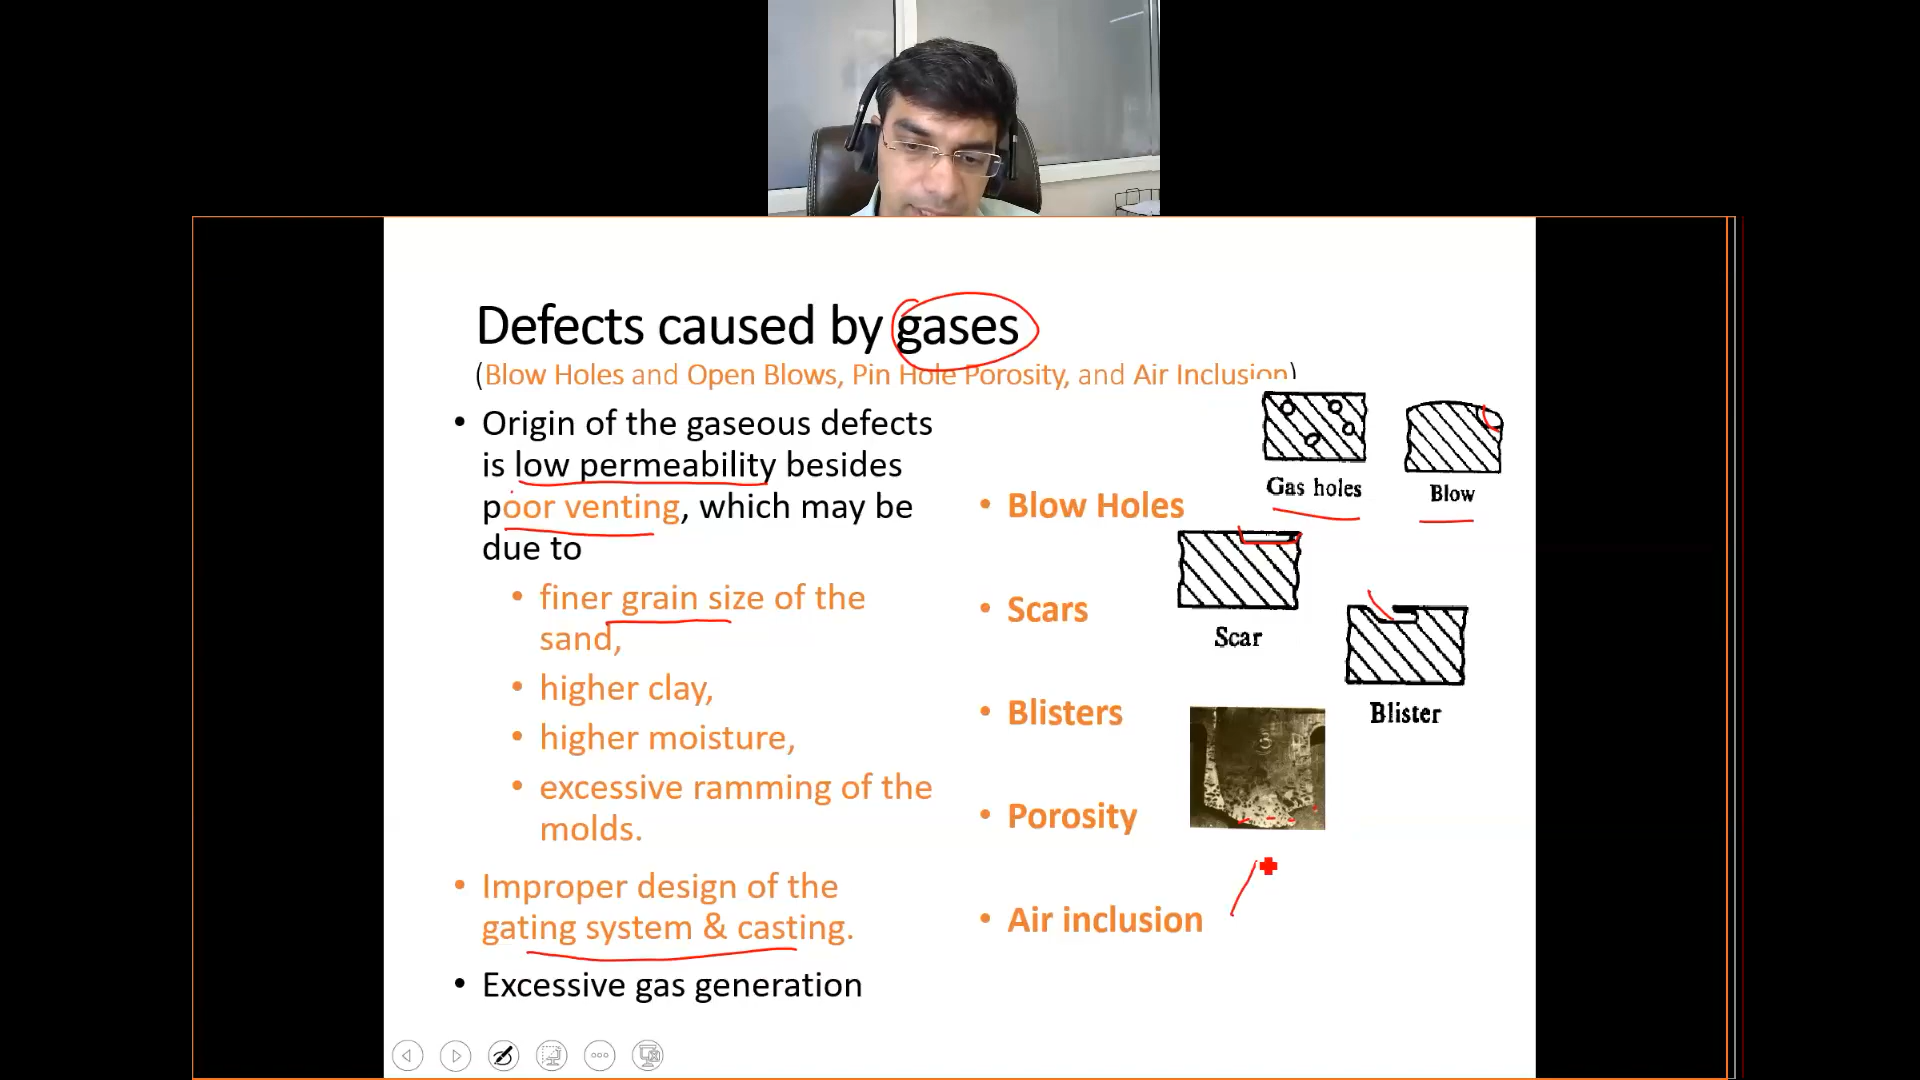 Defects caused by gases
(Blow Holes and Open Blows, Pin Hole Porosity, and Air Inclusion)
• Origin of the gaseous defects
is low permeability besides
poor venting, which may be
due to
• finer grain size of the
sand,
• higher clay,
• higher moisture,
• excessive ramming of the
molds.
• Improper design of the
gating system & casting.
• Excessive gas generation
• Blow Holes
• Scars
• Blisters
• Porosity
• Air inclusion
Gas holes
Blow
Scar
Blister